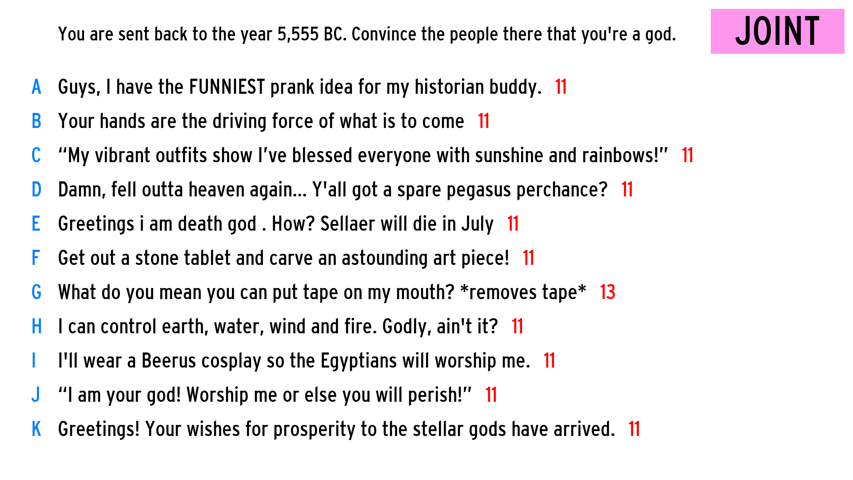 You are sent back to the year 5,555 BC. Convince the people there that you're a god.
JOINT
A Guys, I have the FUNNIEST prank idea for my historian buddy. 11
B Your hands are the driving force of what is to come 11
C “My vibrant outfits show I’ve blessed everyone with sunshine and rainbows!” 11
D Damn, fell outta heaven again... Y'all got a spare pegasus perchance? 11
E Greetings i am death god . How? Sellaer will die in July 11
F Get out a stone tablet and carve an astounding art piece! 11
G What do you mean you can put tape on my mouth? *removes tape* 13
H I can control earth, water, wind and fire. Godly, ain't it? 11
I I'll wear a Beerus cosplay so the Egyptians will worship me. 11
J “I am your god! Worship me or else you will perish!” 11
K Greetings! Your wishes for prosperity to the stellar gods have arrived. 11